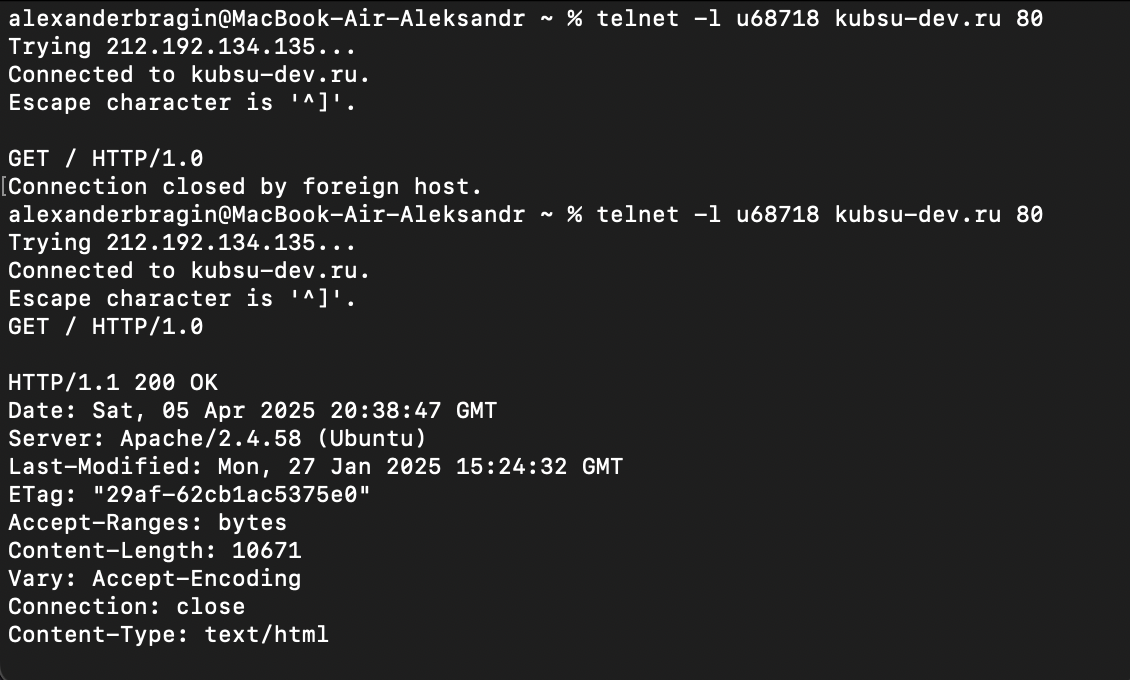 alexanderbragin@MacBook-Air-Aleksandr ~ % telnet -l u68718 kubsu-dev.ru 80
Trying 212.192.134.135...
Connected to kubsu-dev.ru.
Escape character is '^]'.

GET / HTTP/1.0
[Connection closed by foreign host.
alexanderbragin@MacBook-Air-Aleksandr ~ % telnet -l u68718 kubsu-dev.ru 80
Trying 212.192.134.135...
Connected to kubsu-dev.ru.
Escape character is '^]'.
GET / HTTP/1.0

HTTP/1.1 200 OK
Date: Sat, 05 Apr 2025 20:38:47 GMT
Server: Apache/2.4.58 (Ubuntu)
Last-Modified: Mon, 27 Jan 2025 15:24:32 GMT
ETag: "29af-62cb1ac5375e0"
Accept-Ranges: bytes
Content-Length: 10671
Vary: Accept-Encoding
Connection: close
Content-Type: text/html